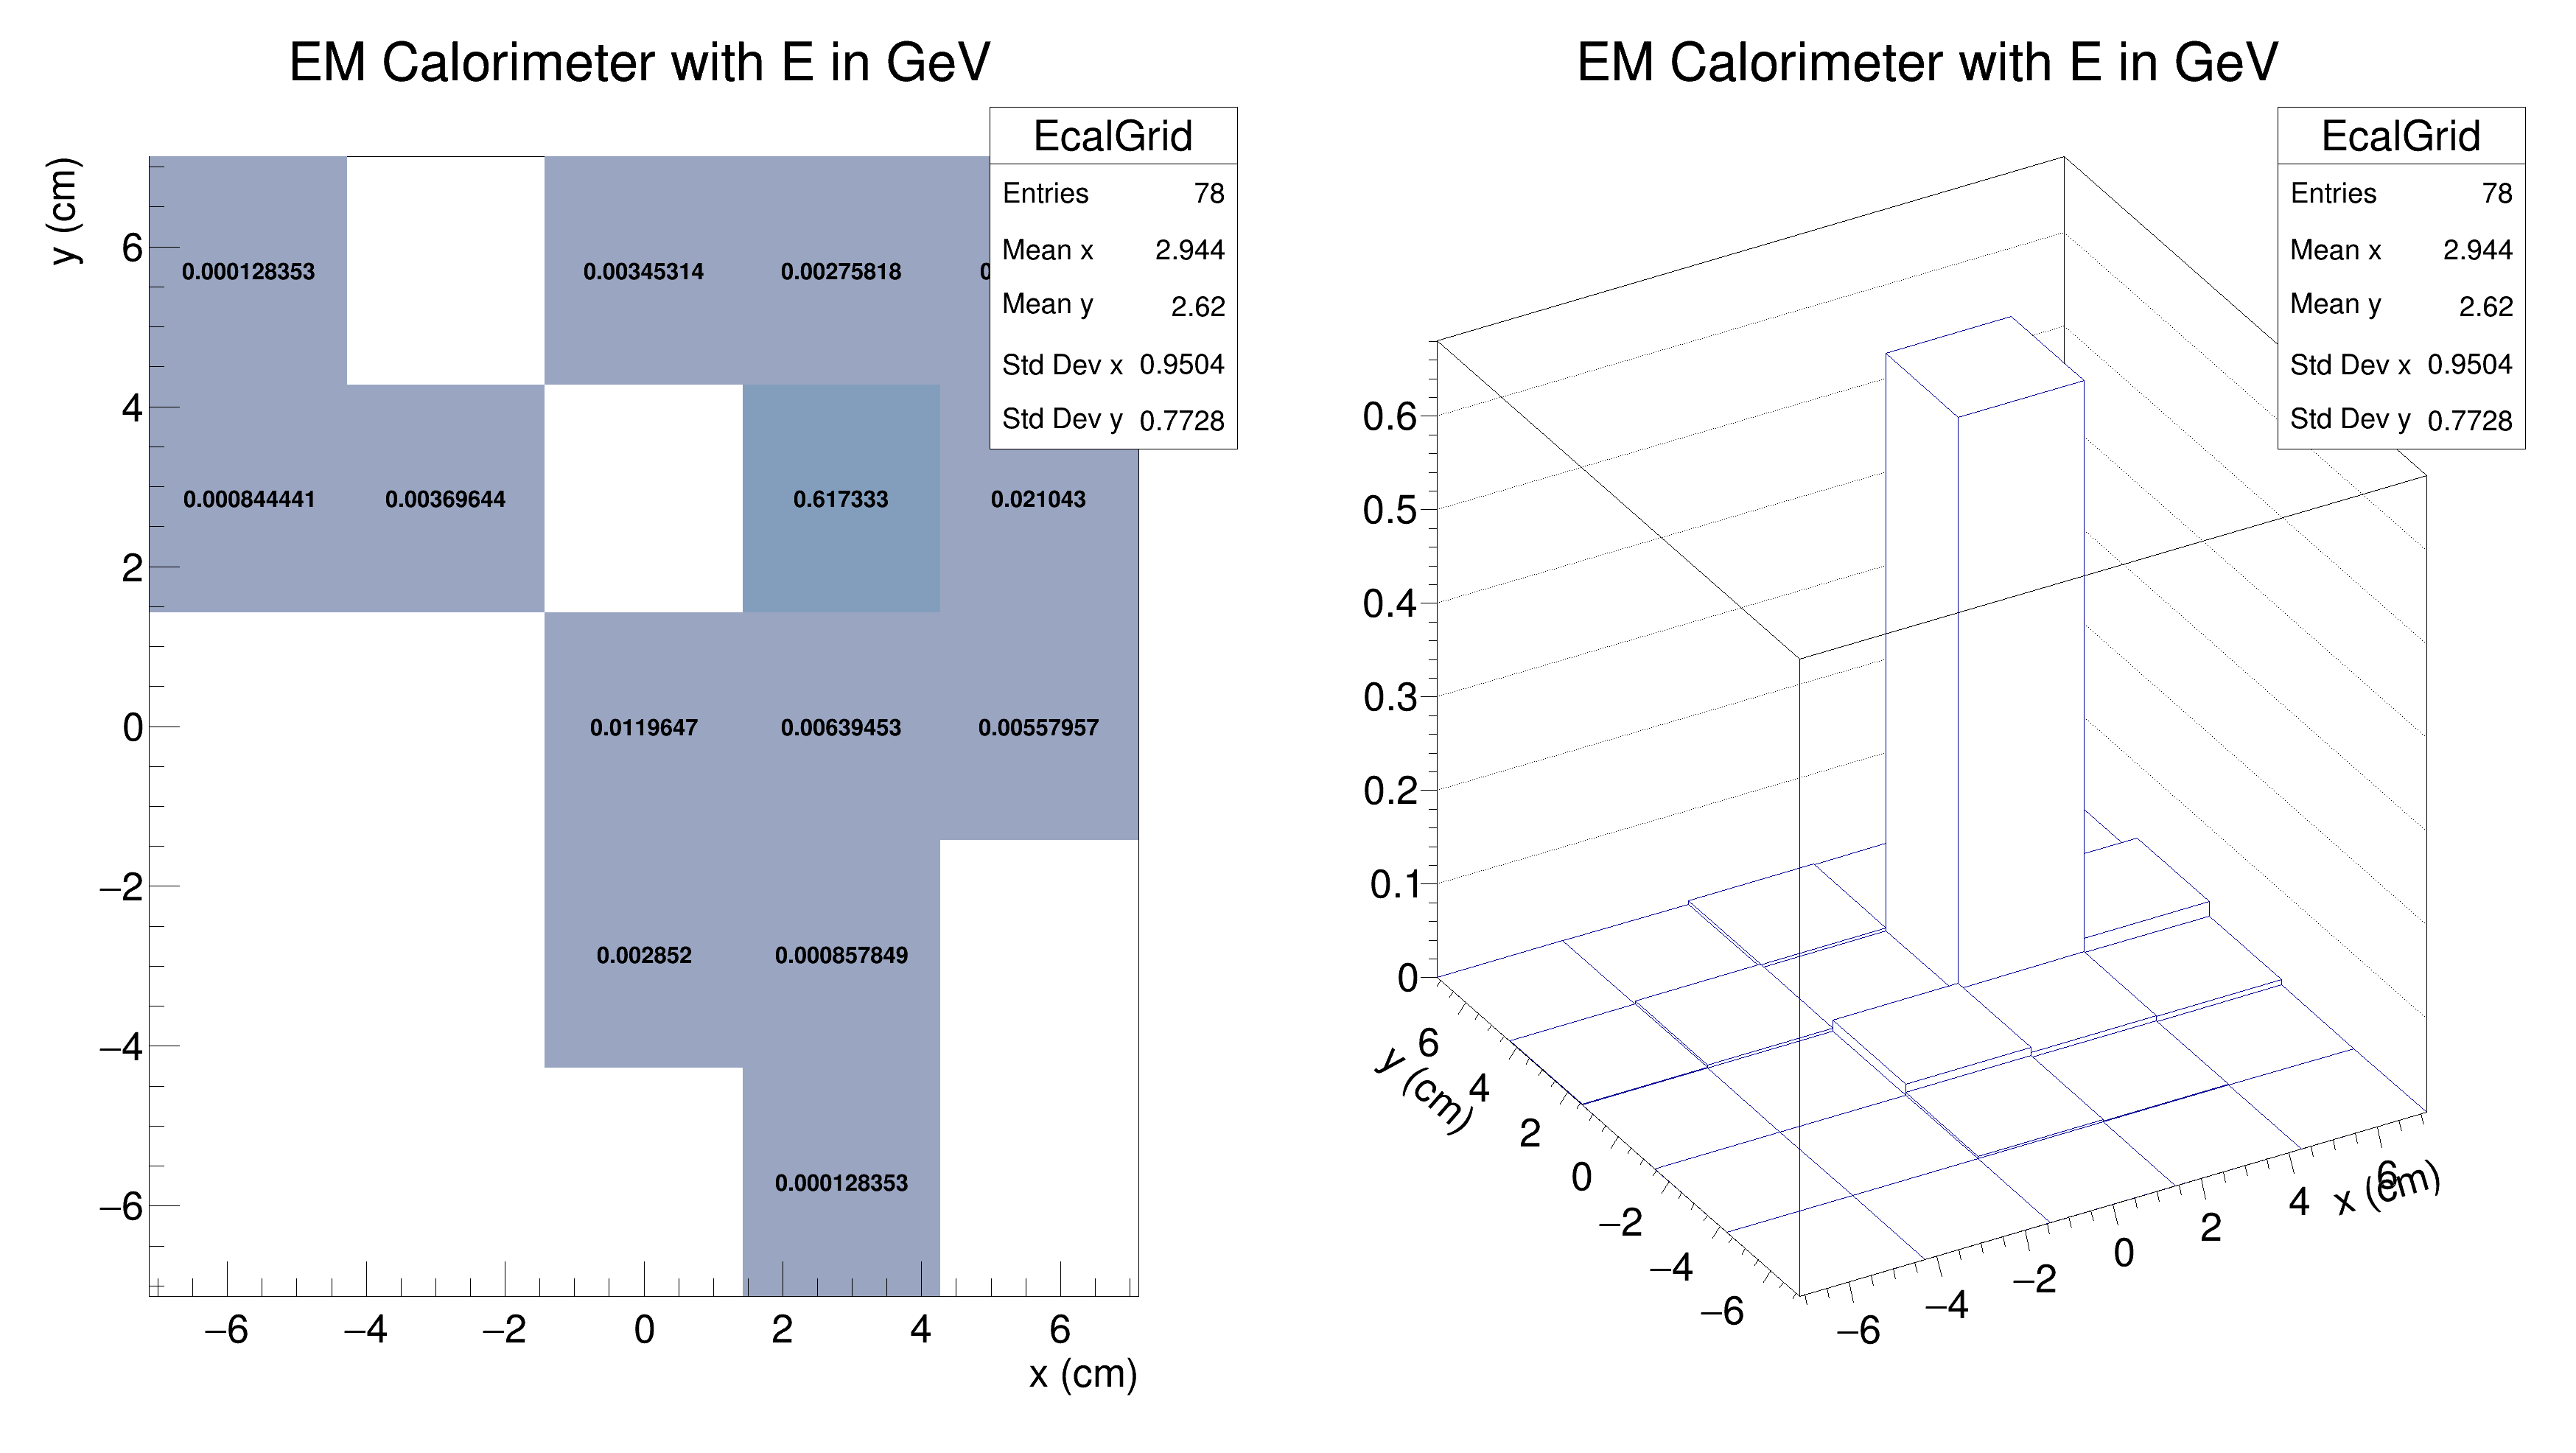 EM Calorimeter with E in GeV
EcalGrid
Entries 78
Mean x 2.944
Mean y 2.62
Std Dev x 0.9504
Std Dev y 0.7728
y (cm)
6
4
2
0
−2
−4
−6
0.000128353 0.00345314 0.00275818
0.000844441 0.00369644 0.617333 0.021043
0.0119647 0.00639453 0.00557957
0.002852 0.000857849
0.000128353
−6 −4 −2 0 2 4 6
x (cm)
EM Calorimeter with E in GeV
EcalGrid
Entries 78
Mean x 2.944
Mean y 2.62
Std Dev x 0.9504
Std Dev y 0.7728
0.6
0.5
0.4
0.3
0.2
0.1
0
y (cm)
6
4
2
0
−2
−4
−6
−6 −4 −2 0 2 4 6
x (cm)